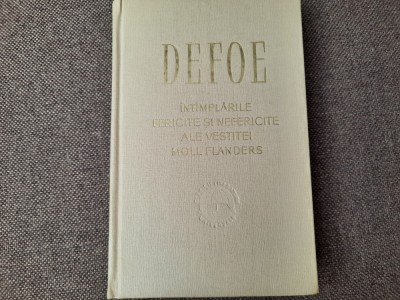 DEFOE
ÎNTÎMPLĂRILE
FERICITE ȘI NEFERICITE
ALE VESTITEI
MOLL FLANDERS